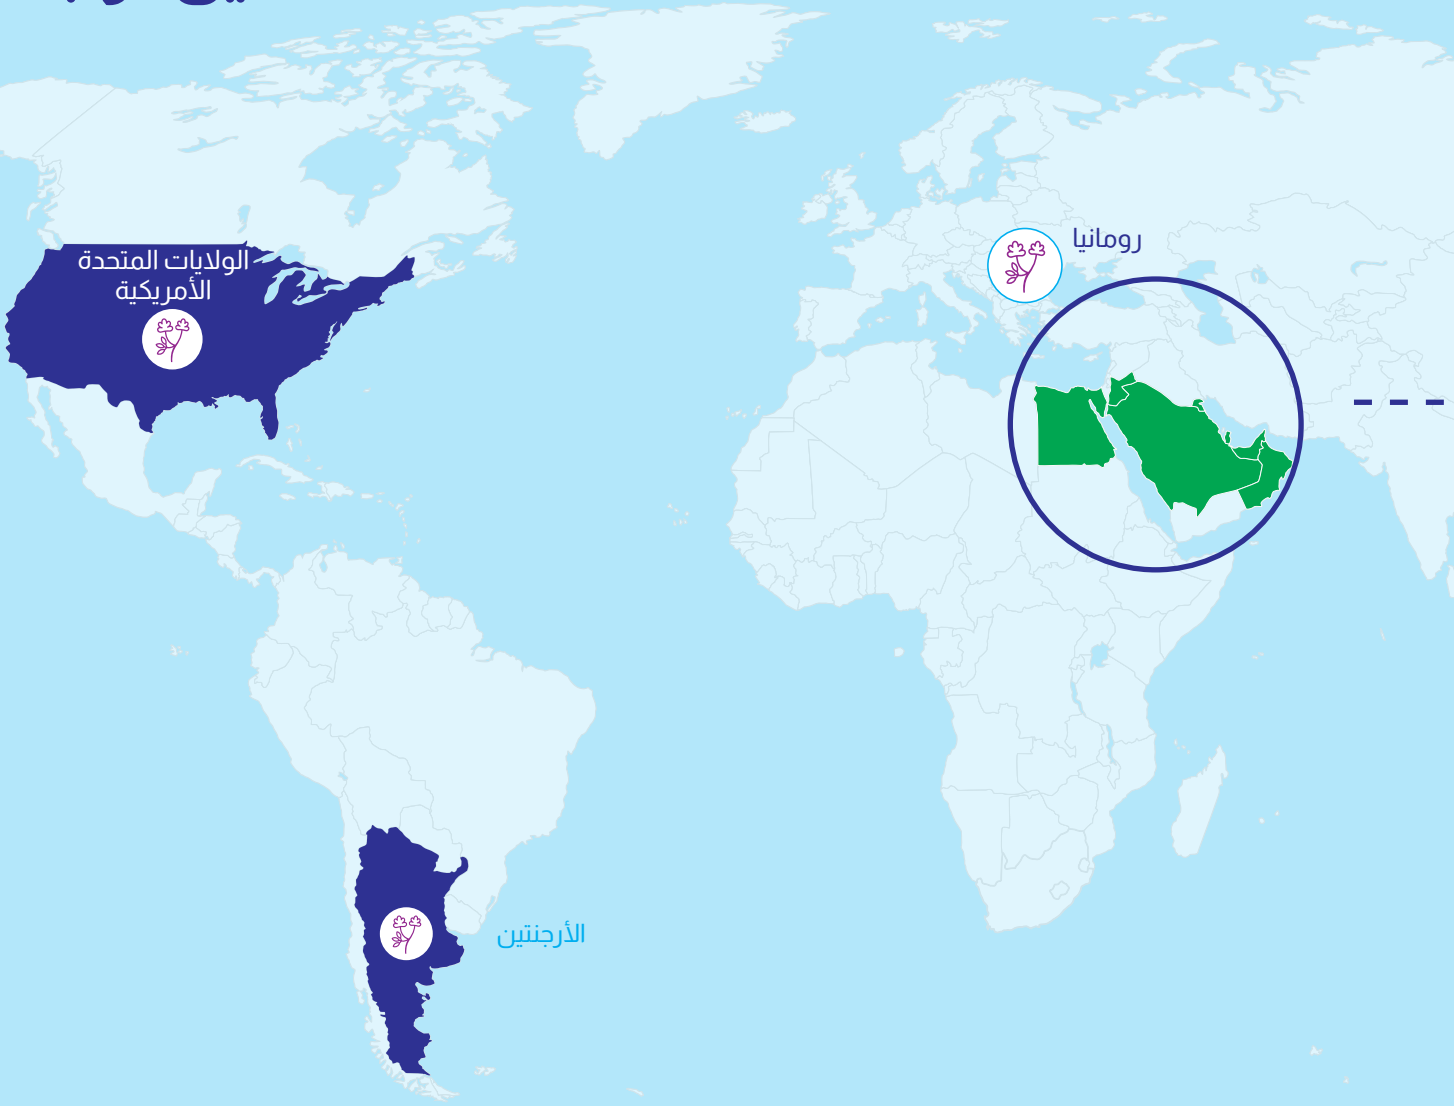 الولايات المتحدة
الأمريكية
رومانيا
الأرجنتين